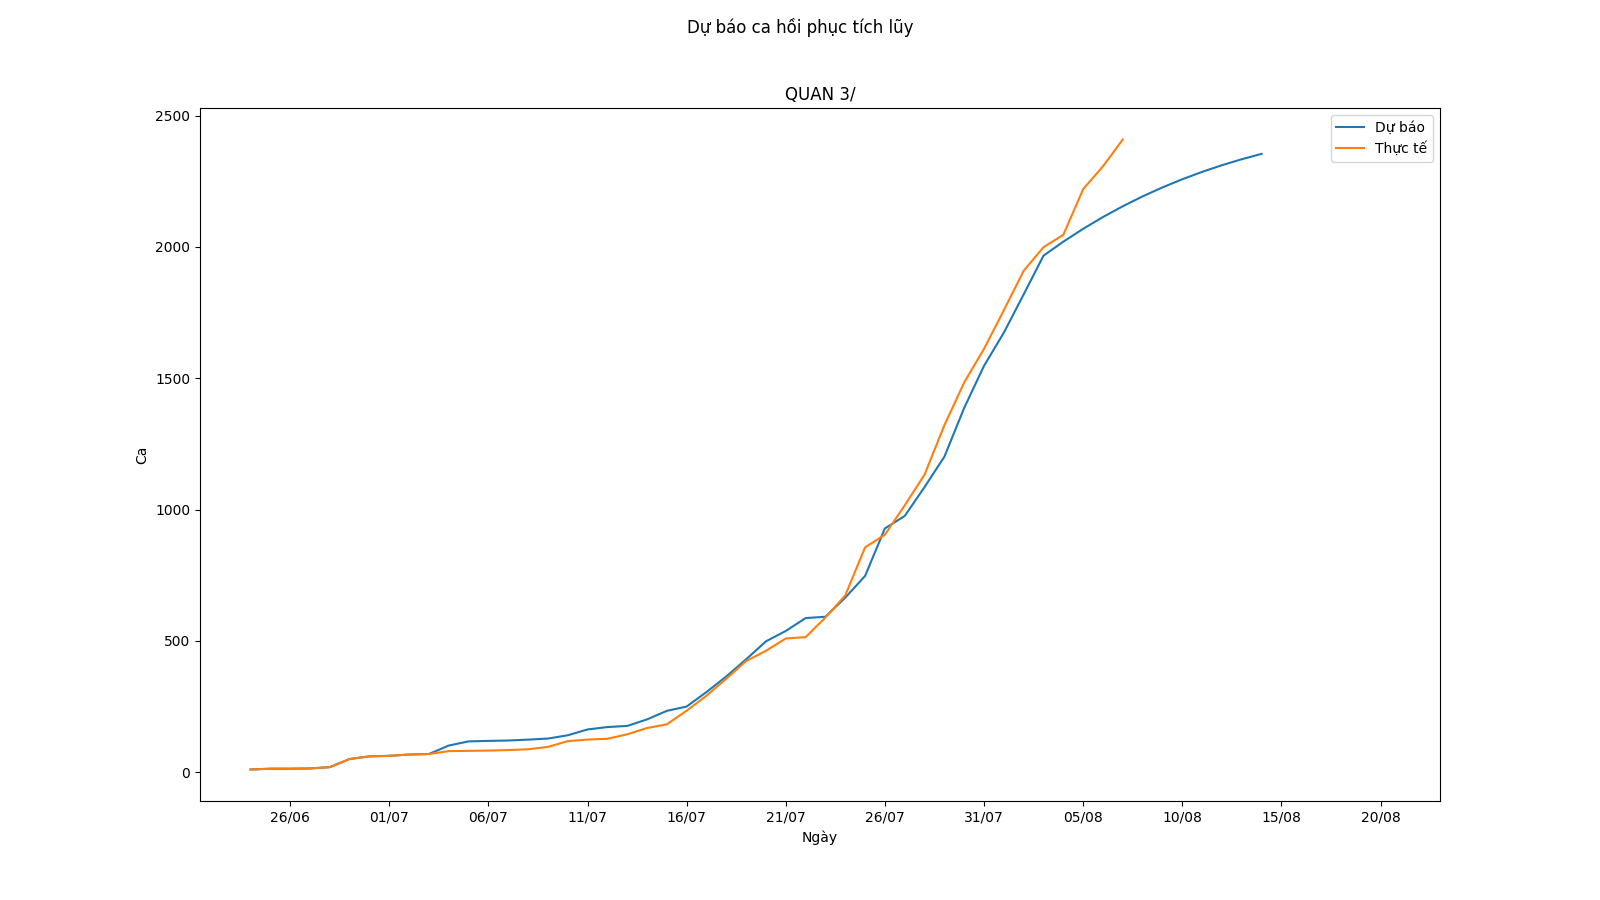 Dự báo ca hồi phục tích lũy
QUAN 3/
2500
2000
1500
1000
500
0
Ca
Dự báo
Thực tế
26/06 01/07 06/07 11/07 16/07 21/07 26/07 31/07 05/08 10/08 15/08 20/08
Ngày